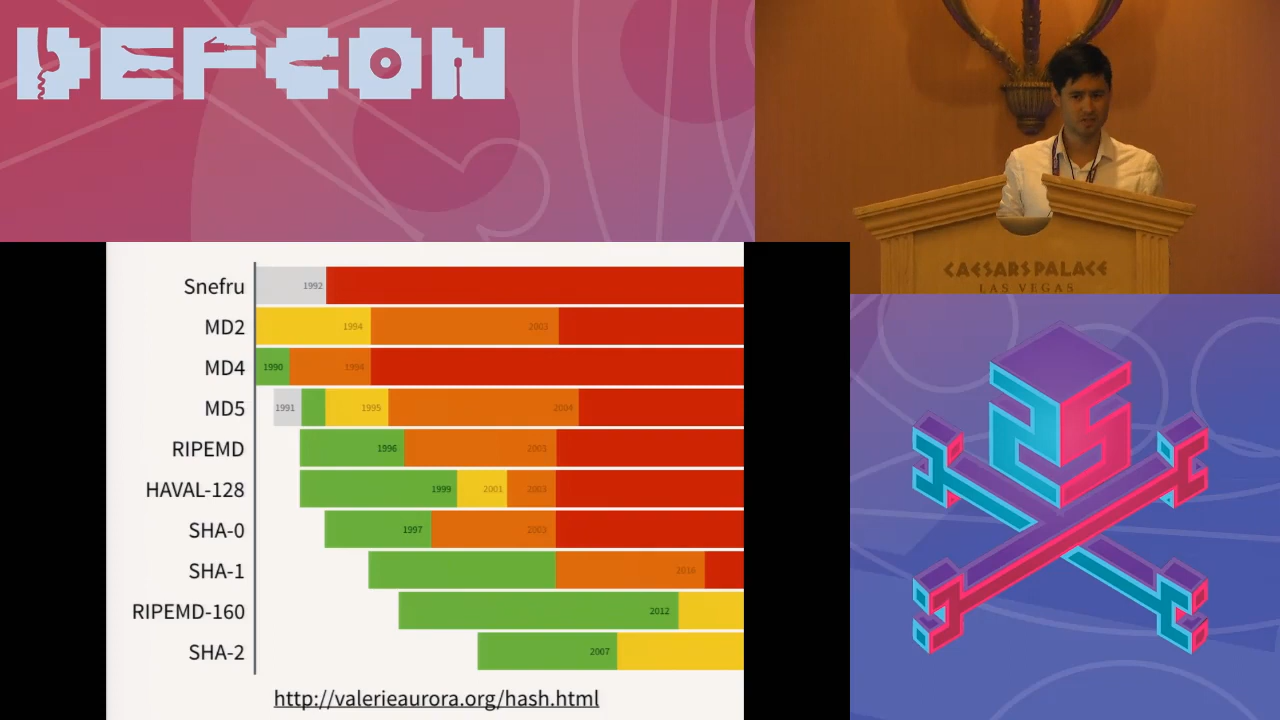 DEFCON
CAESARS PALACE
LAS VEGAS
Snefru 1992
MD2 1994 2003
MD4 1990 1994
MD5 1991 1995 2004
RIPEMD 1996 2003
HAVAL-128 1999 2001 2003
SHA-0 1997 2003
SHA-1 2016
RIPEMD-160 2012
SHA-2 2007
http://valerieaurora.org/hash.html